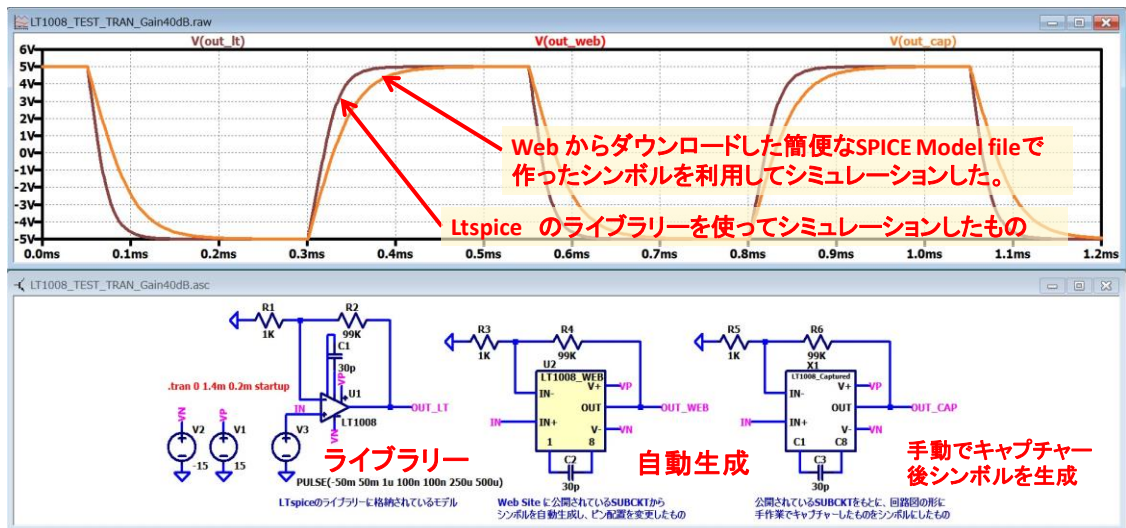 LT1008_TEST_TRAN_Gain40dB.raw
V(out_lt) V(out_web) V(out_cap)
6V
5V
4V
3V
2V
1V
0V
-1V
-2V
-3V
-4V
-5V
Web からダウンロードした簡便なSPICE Model fileで
作ったシンボルを利用してシミュレーションした。
Ltspice のライブラリーを使ってシミュレーションしたもの
0.0ms 0.1ms 0.2ms 0.3ms 0.4ms 0.5ms 0.6ms 0.7ms 0.8ms 0.9ms 1.0ms 1.1ms 1.2ms
LT1008_TEST_TRAN_Gain40dB.asc
R1
1K
R2
99K
C1
30p
VP
U1
LT1008
VN
IN
OUT_LT
.tran 0 1.4m 0.2m startup
VN
V2
-15
VP
V1
15
V3
PULSE(-50m 50m 1u 100n 100n 250u 500u)
ライブラリー
LTspiceのライブラリーに格納されているモデル
R3
1K
R4
99K
U2
LT1008_WEB
V+
VP
IN-
OUT
OUT_WEB
IN
IN+
V-
VN
1
8
C2
30p
自動生成
Web Site に公開されているSUBCKTから
シンボルを自動生成し、ピン配置を変更したもの
R5
1K
R6
99K
X1
LT1008_Captured
V+
VP
IN-
OUT
OUT_CAP
IN
IN+
V-
VN
C1
C8
C3
30p
手動でキャプチャー
後シンボルを生成
公開されているSUBCKTをもとに、回路図の形に
手作業でキャプチャーしたものをシンボルにしたもの